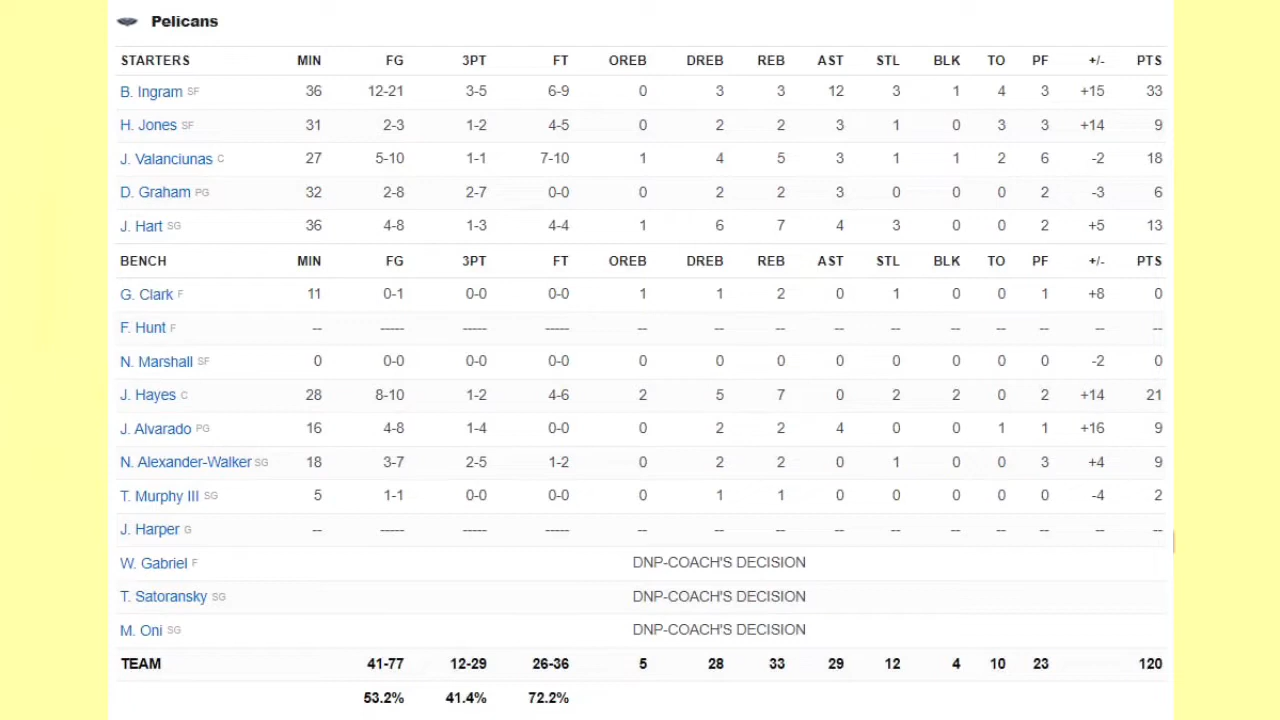 Pelicans
STARTERS MIN FG 3PT FT OREB DREB REB AST STL BLK TO PF +/- PTS
B. Ingram SF 36 12-21 3-5 6-9 0 3 3 12 3 1 4 3 +15 33
H. Jones SF 31 2-3 1-2 4-5 0 2 2 3 1 0 3 3 +14 9
J. Valanciunas C 27 5-10 1-1 7-10 1 4 5 3 1 1 2 6 -2 18
D. Graham PG 32 2-8 2-7 0-0 0 2 2 3 0 0 0 2 -3 6
J. Hart SG 36 4-8 1-3 4-4 1 6 7 4 3 0 0 2 +5 13
BENCH MIN FG 3PT FT OREB DREB REB AST STL BLK TO PF +/- PTS
G. Clark F 11 0-1 0-0 0-0 1 1 2 0 1 0 0 1 +8 0
F. Hunt F -- ----- ----- ----- -- -- -- -- -- -- -- -- -- --
N. Marshall SF 0 0-0 0-0 0-0 0 0 0 0 0 0 0 0 -2 0
J. Hayes C 28 8-10 1-2 4-6 2 5 7 0 2 2 0 2 +14 21
J. Alvarado PG 16 4-8 1-4 0-0 0 2 2 4 0 0 1 1 +16 9
N. Alexander-Walker SG 18 3-7 2-5 1-2 0 2 2 0 1 0 0 3 +4 9
T. Murphy III SG 5 1-1 0-0 0-0 0 1 1 0 0 0 0 0 -4 2
J. Harper G -- ----- ----- ----- -- -- -- -- -- -- -- -- -- --
W. Gabriel F DNP-COACH'S DECISION
T. Satoransky SG DNP-COACH'S DECISION
M. Oni SG DNP-COACH'S DECISION
TEAM 41-77 12-29 26-36 5 28 33 29 12 4 10 23 120
53.2% 41.4% 72.2%